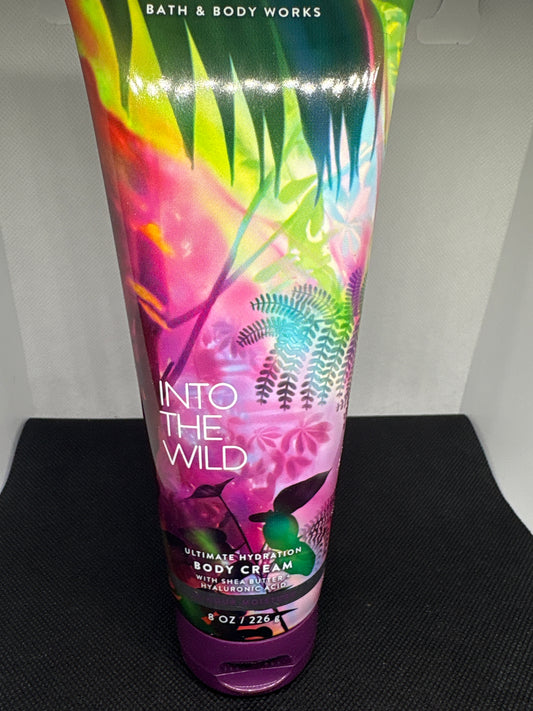 BATH & BODY WORKS
INTO
THE
WILD
ULTIMATE HYDRATION
BODY CREAM
WITH SHEA BUTTER +
HYALURONIC ACID
8 OZ / 226 g